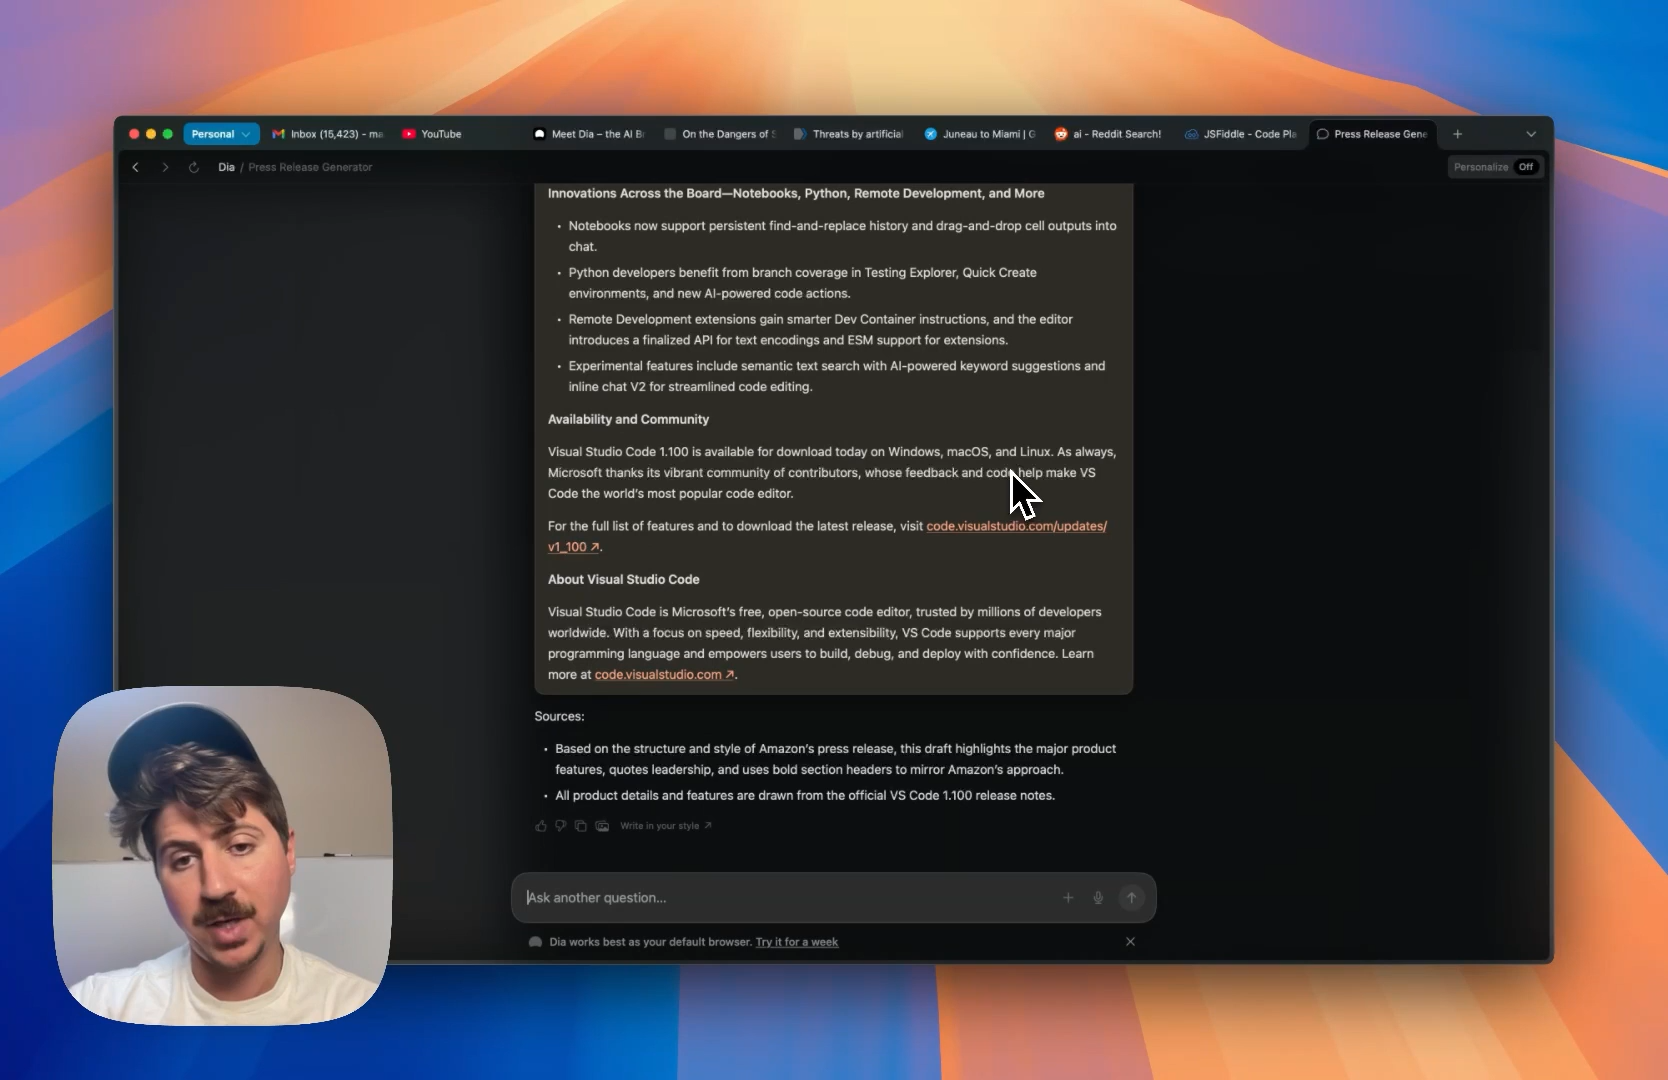 Personal
Inbox (15,423) - ma
YouTube
Meet Dia – the AI Br
On the Dangers of S
Threats by artificial
Juneau to Miami | G
ai - Reddit Search!
JSFiddle - Code Pla
Press Release Gene
Dia / Press Release Generator
Personalize Off
Innovations Across the Board—Notebooks, Python, Remote Development, and More
• Notebooks now support persistent find-and-replace history and drag-and-drop cell outputs into
chat.
• Python developers benefit from branch coverage in Testing Explorer, Quick Create
environments, and new AI-powered code actions.
• Remote Development extensions gain smarter Dev Container instructions, and the editor
introduces a finalized API for text encodings and ESM support for extensions.
• Experimental features include semantic text search with AI-powered keyword suggestions and
inline chat V2 for streamlined code editing.
Availability and Community
Visual Studio Code 1.100 is available for download today on Windows, macOS, and Linux. As always,
Microsoft thanks its vibrant community of contributors, whose feedback and code help make VS
Code the world's most popular code editor.
For the full list of features and to download the latest release, visit code.visualstudio.com/updates/
v1_100 ↗.
About Visual Studio Code
Visual Studio Code is Microsoft's free, open-source code editor, trusted by millions of developers
worldwide. With a focus on speed, flexibility, and extensibility, VS Code supports every major
programming language and empowers users to build, debug, and deploy with confidence. Learn
more at code.visualstudio.com ↗.
Sources:
• Based on the structure and style of Amazon's press release, this draft highlights the major product
features, quotes leadership, and uses bold section headers to mirror Amazon's approach.
• All product details and features are drawn from the official VS Code 1.100 release notes.
Write in your style ↗
Ask another question...
Dia works best as your default browser. Try it for a week